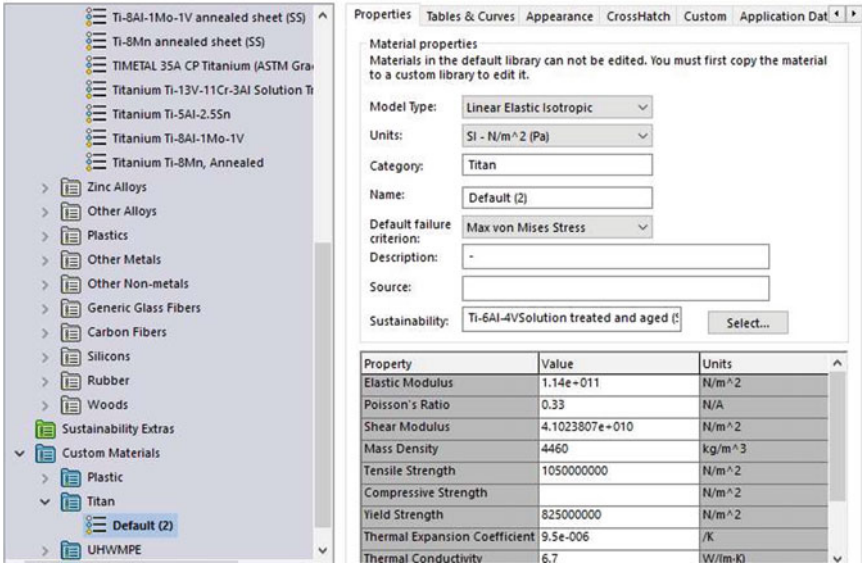 Ti-8Al-1Mo-1V annealed sheet (SS)
Ti-8Mn annealed sheet (SS)
TIMETAL 35A CP Titanium (ASTM Gra
Titanium Ti-13V-11Cr-3Al Solution Tr
Titanium Ti-5Al-2.5Sn
Titanium Ti-8Al-1Mo-1V
Titanium Ti-8Mn, Annealed
Zinc Alloys
Other Alloys
Plastics
Other Metals
Other Non-metals
Generic Glass Fibers
Carbon Fibers
Silicons
Rubber
Woods
Sustainability Extras
Custom Materials
Plastic
Titan
Default (2)
UHWMPE
Properties Tables & Curves Appearance CrossHatch Custom Application Dat
Material properties
Materials in the default library can not be edited. You must first copy the material
to a custom library to edit it.
Model Type: Linear Elastic Isotropic
Units: SI - N/m^2 (Pa)
Category: Titan
Name: Default (2)
Default failure
criterion: Max von Mises Stress
Description: -
Source:
Sustainability: Ti-6Al-4VSolution treated and aged (S Select...
Property Value Units
Elastic Modulus 1.14e+011 N/m^2
Poisson's Ratio 0.33 N/A
Shear Modulus 4.1023807e+010 N/m^2
Mass Density 4460 kg/m^3
Tensile Strength 1050000000 N/m^2
Compressive Strength N/m^2
Yield Strength 825000000 N/m^2
Thermal Expansion Coefficient 9.5e-006 /K
Thermal Conductivity 6.7 W/(m·K)